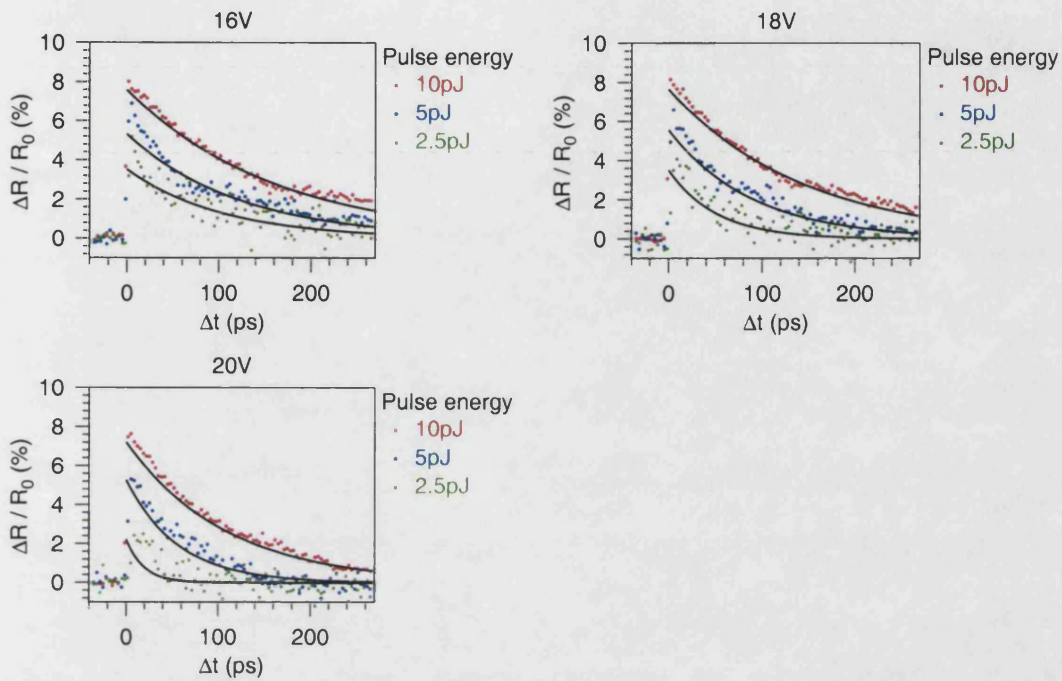 16V
10
8
6
4
2
0
ΔR / R0 (%)
0
100
200
Δt (ps)
Pulse energy
10pJ
5pJ
2.5pJ
18V
10
8
6
4
2
0
ΔR / R0 (%)
0
100
200
Δt (ps)
Pulse energy
10pJ
5pJ
2.5pJ
20V
10
8
6
4
2
0
ΔR / R0 (%)
0
100
200
Δt (ps)
Pulse energy
10pJ
5pJ
2.5pJ